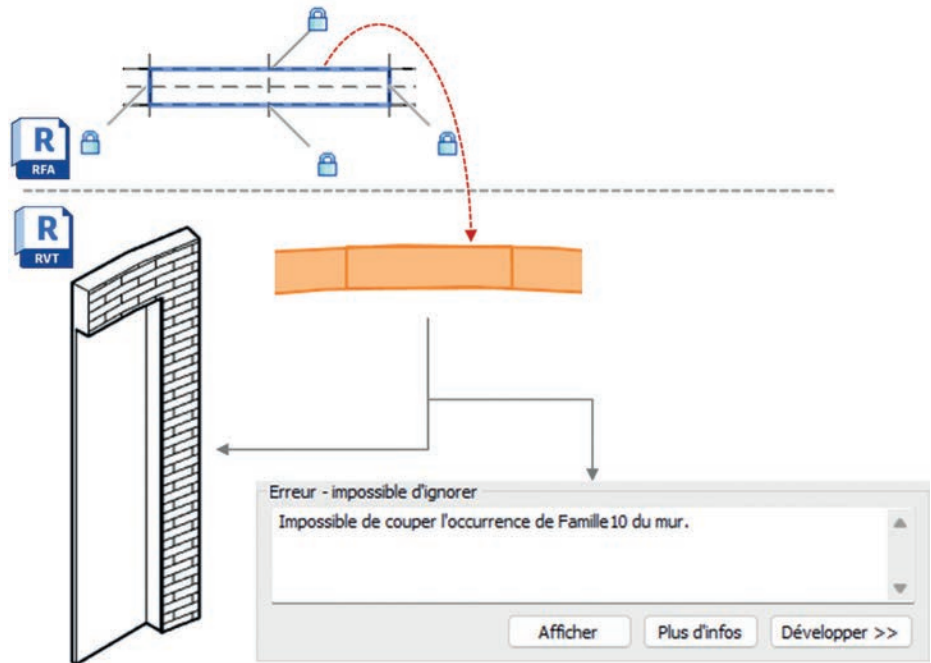 R
RFA
R
RVT
Erreur - impossible d'ignorer
Impossible de couper l'occurrence de Famille10 du mur.
Afficher
Plus d'infos
Développer >>